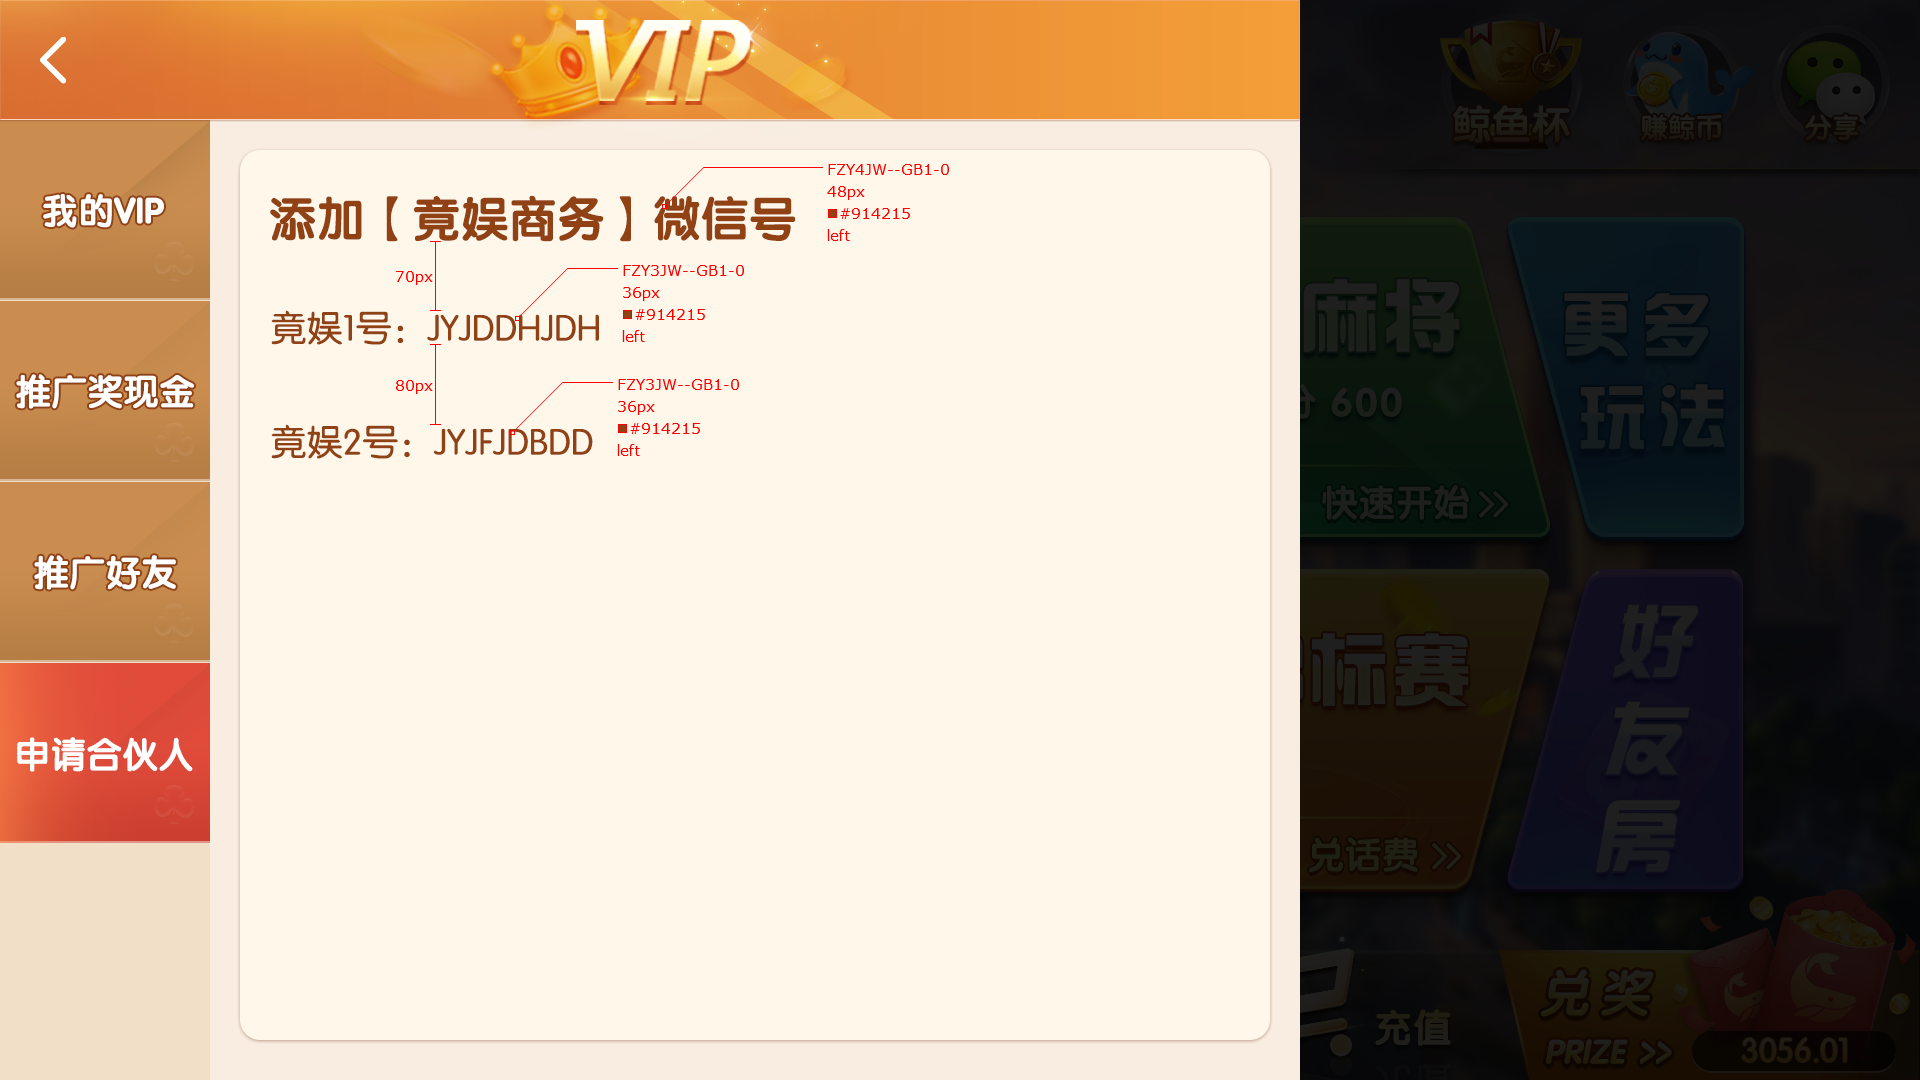 VIP
鲸鱼杯
赚鲸币
分享
我的VIP
推广奖现金
推广好友
申请合伙人
添加【竟娱商务】微信号
FZY4JW--GB1-0
48px
#914215
left
70px
竟娱1号：JYJDDHJDH
FZY3JW--GB1-0
36px
#914215
left
80px
竟娱2号：JYJFJDBDD
FZY3JW--GB1-0
36px
#914215
left
麻将
分 600
快速开始
更多
玩法
标赛
兑话费
好
友
房
充值
兑奖
PRIZE >>
3056.01